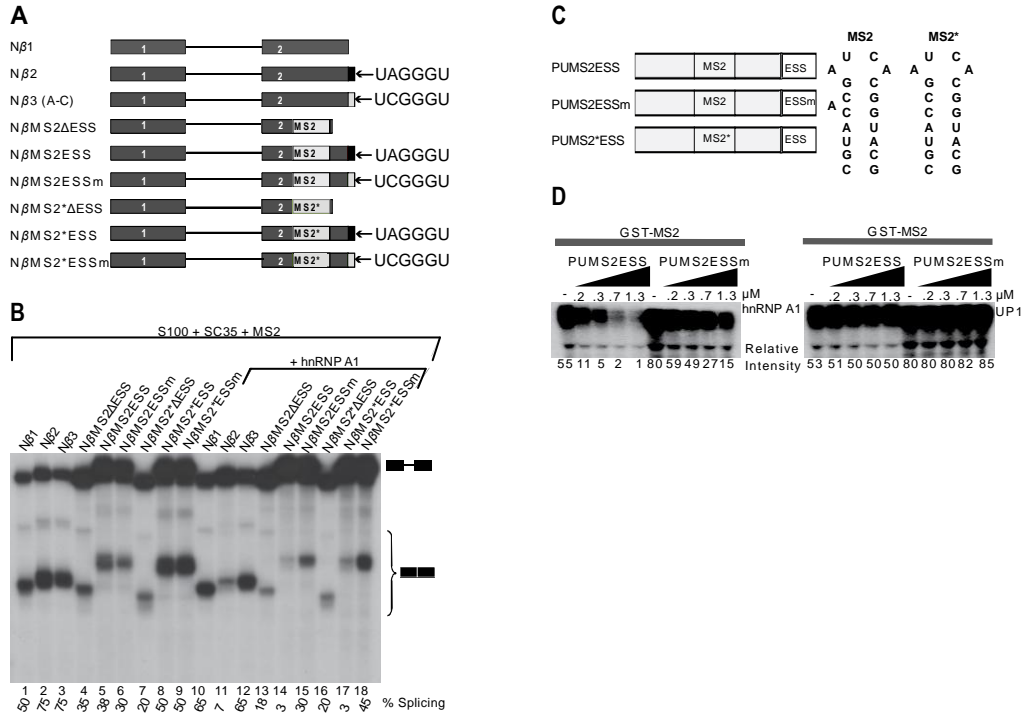 A
Nβ1 1 2
Nβ2 1 2 UAGGGU
Nβ3 (A-C) 1 2 UCGGGU
NβMS2ΔESS 1 2 MS2
NβMS2ESS 1 2 MS2 UAGGGU
NβMS2ESSm 1 2 MS2 UCGGGU
NβMS2*ΔESS 1 2 MS2*
NβMS2*ESS 1 2 MS2* UAGGGU
NβMS2*ESSm 1 2 MS2* UCGGGU
B
S100 + SC35 + MS2
+ hnRNP A1
Nβ1 Nβ2 Nβ3 NβMS2ΔESS NβMS2ESS NβMS2ESSm NβMS2*ΔESS NβMS2*ESS NβMS2*ESSm Nβ1 Nβ2 Nβ3 NβMS2ΔESS NβMS2ESS NβMS2ESSm NβMS2*ΔESS NβMS2*ESS NβMS2*ESSm
1 2 3 4 5 6 7 8 9 10 11 12 13 14 15 16 17 18
50 75 75 35 38 30 20 50 50 65 7 65 18 3 30 20 3 45 % Splicing
C
MS2 MS2*
PUMS2ESS MS2 ESS
PUMS2ESSm MS2 ESSm
PUMS2*ESS MS2* ESS
U C U C
A A A A
G C G C
C G C G
A
C G C G
A U A U
U A U A
G C G C
C G C G
D
GST-MS2 GST-MS2
PUMS2ESS PUMS2ESSm PUMS2ESS PUMS2ESSm
- .2 .3 .7 1.3 - .2 .3 .7 1.3 µM - .2 .3 .7 1.3 - .2 .3 .7 1.3 µM
hnRNP A1 UP1
Relative
Intensity
55 11 5 2 1 80 59 49 27 15 53 51 50 50 50 80 80 80 82 85